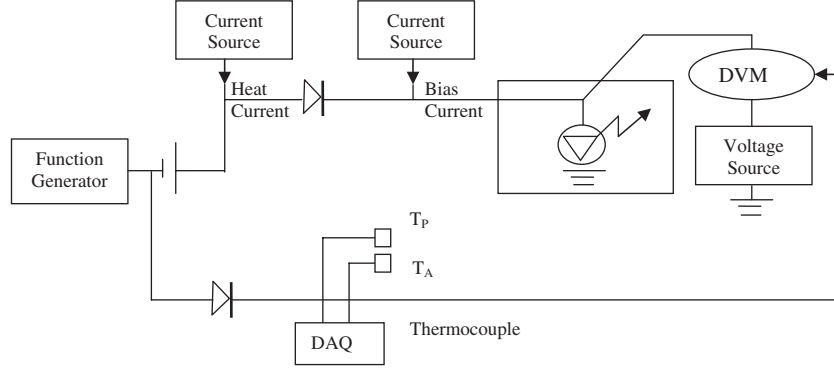 Current
Source
Current
Source
Heat
Current
Bias
Current
DVM
Function
Generator
Voltage
Source
T_P
T_A
Thermocouple
DAQ